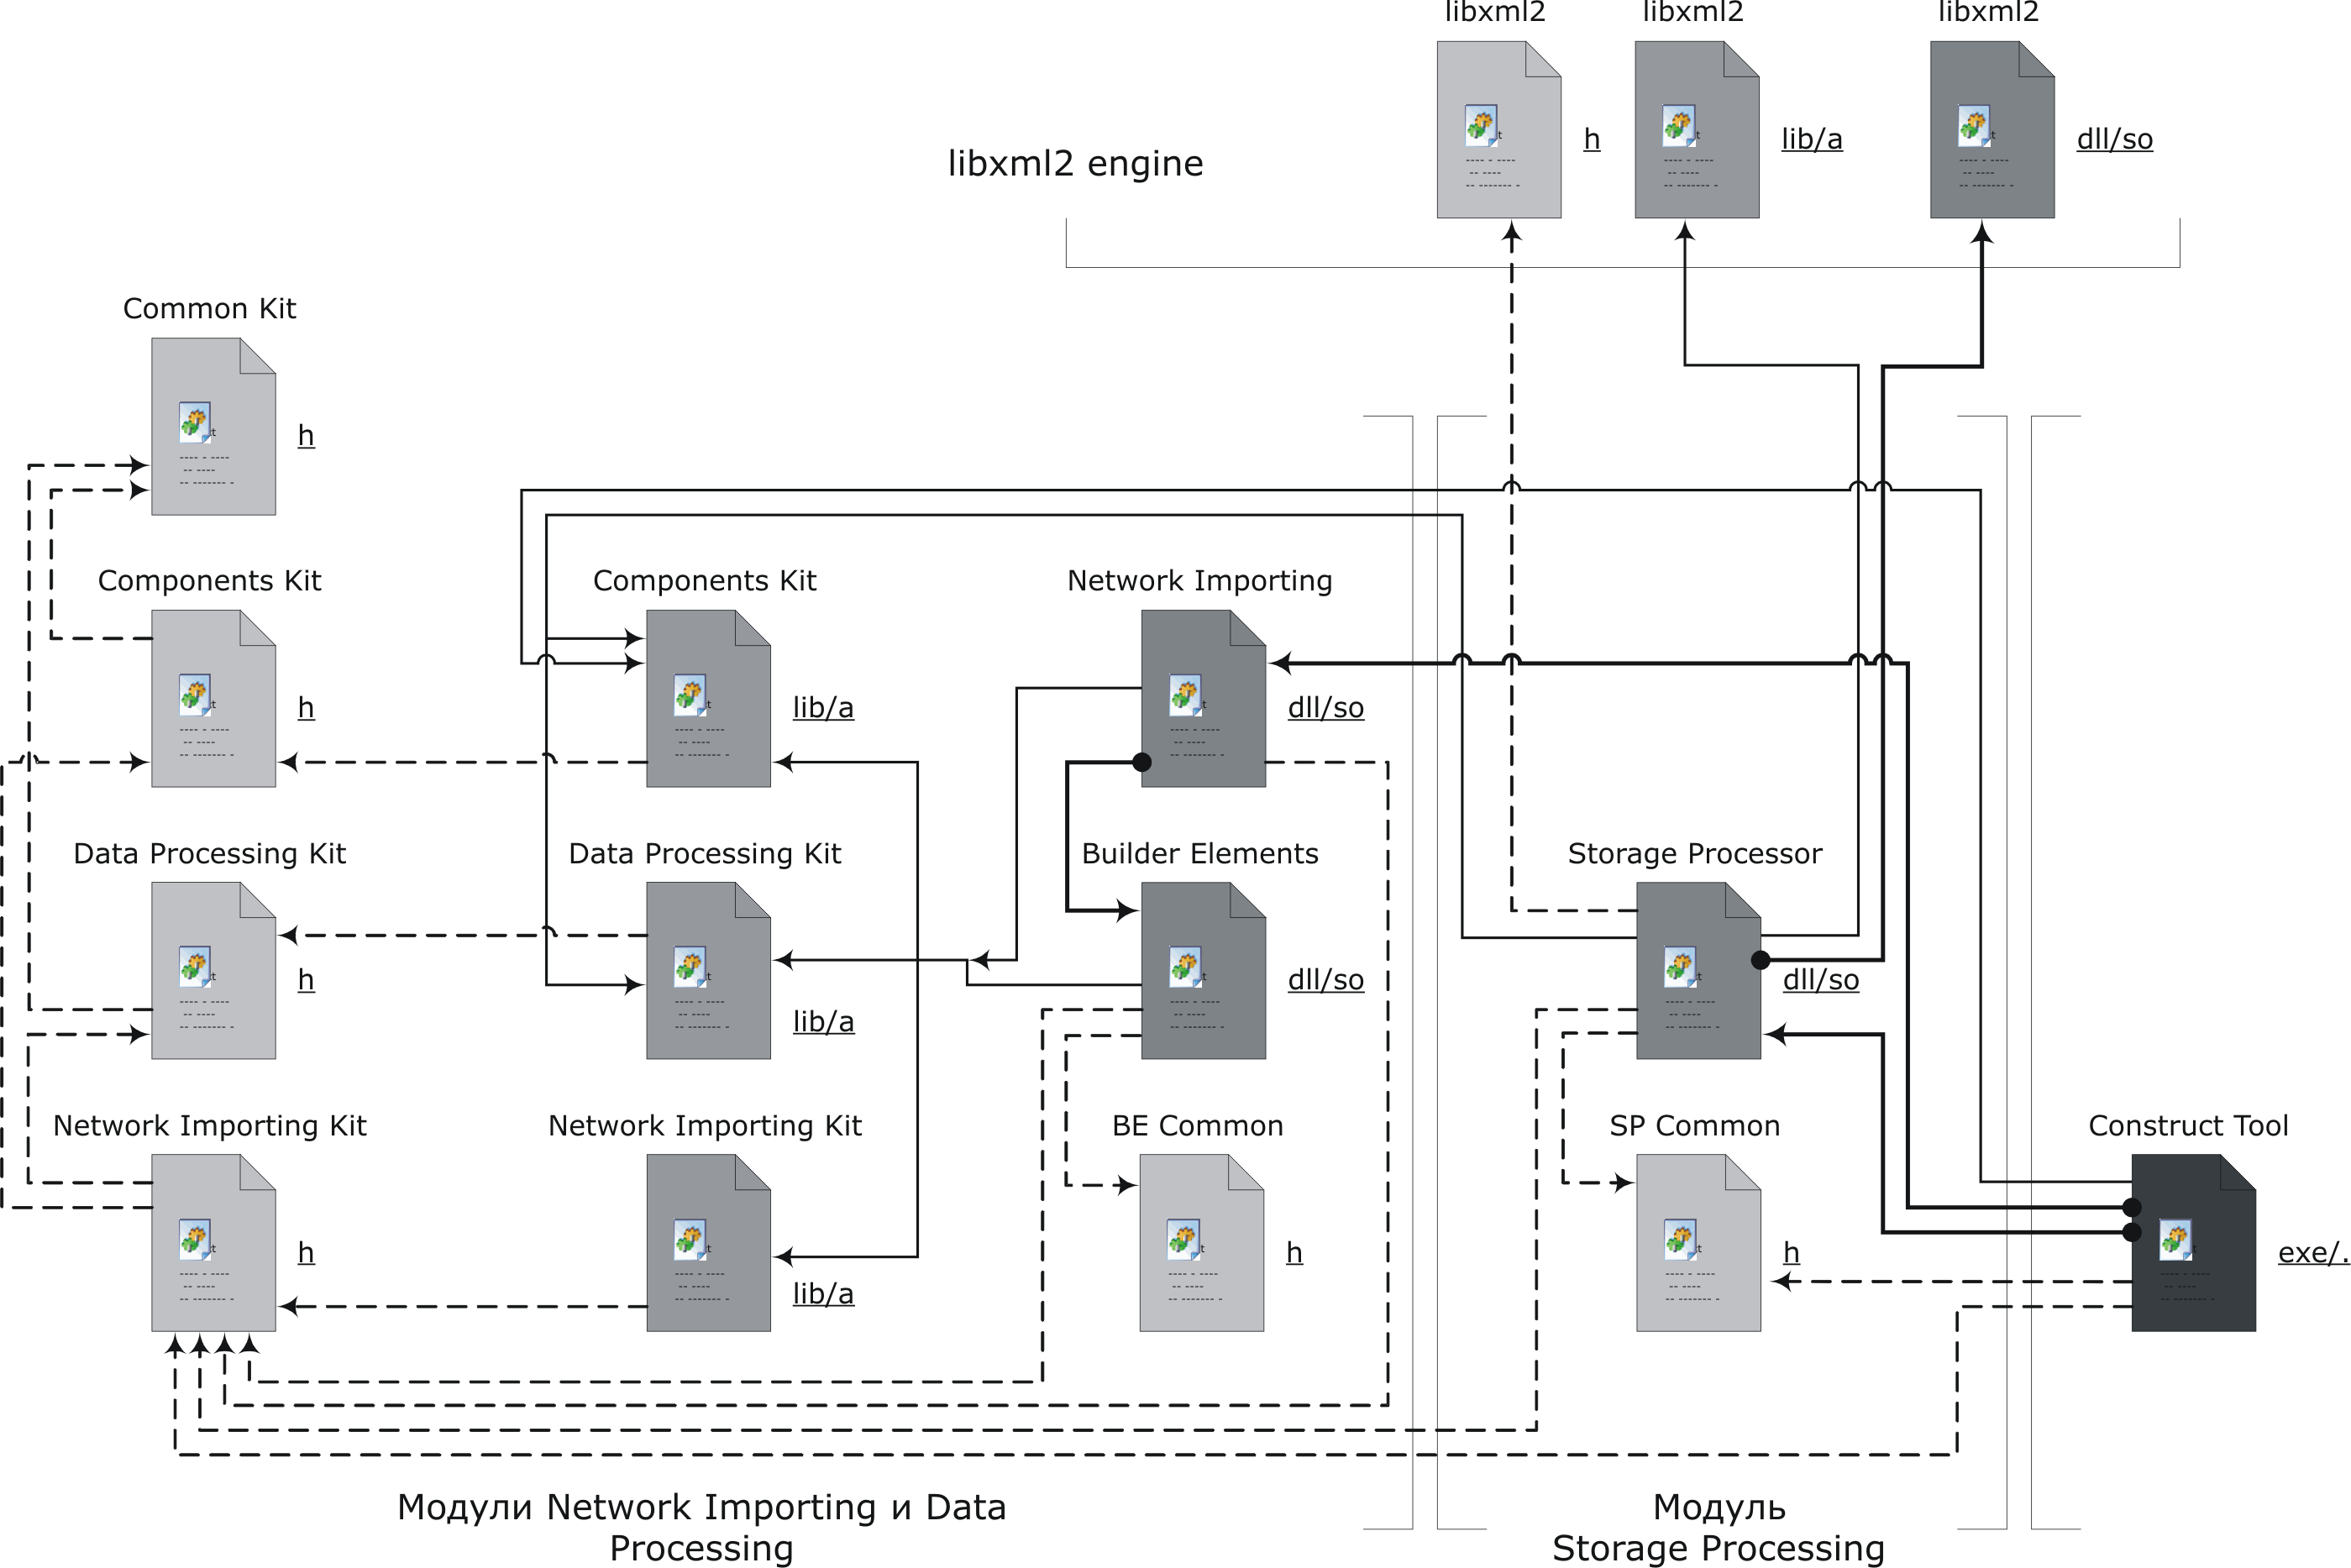 libxml2
libxml2
libxml2
h
lib/a
dll/so
libxml2 engine
Common Kit
h
Components Kit
Components Kit
Network Importing
h
lib/a
dll/so
Data Processing Kit
Data Processing Kit
Builder Elements
Storage Processor
h
lib/a
dll/so
dll/so
Network Importing Kit
Network Importing Kit
BE Common
SP Common
Construct Tool
h
lib/a
h
h
exe/.
Модули Network Importing и Data
Processing
Модуль
Storage Processing